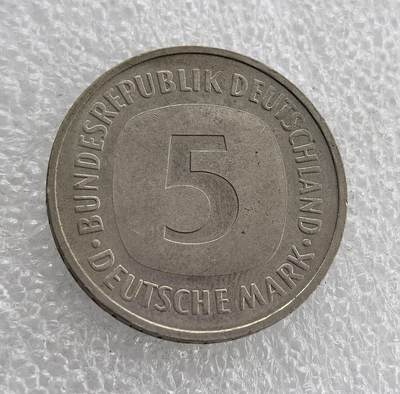 BUNDESREPUBLIK DEUTSCHLAND
5
· DEUTSCHE MARK ·